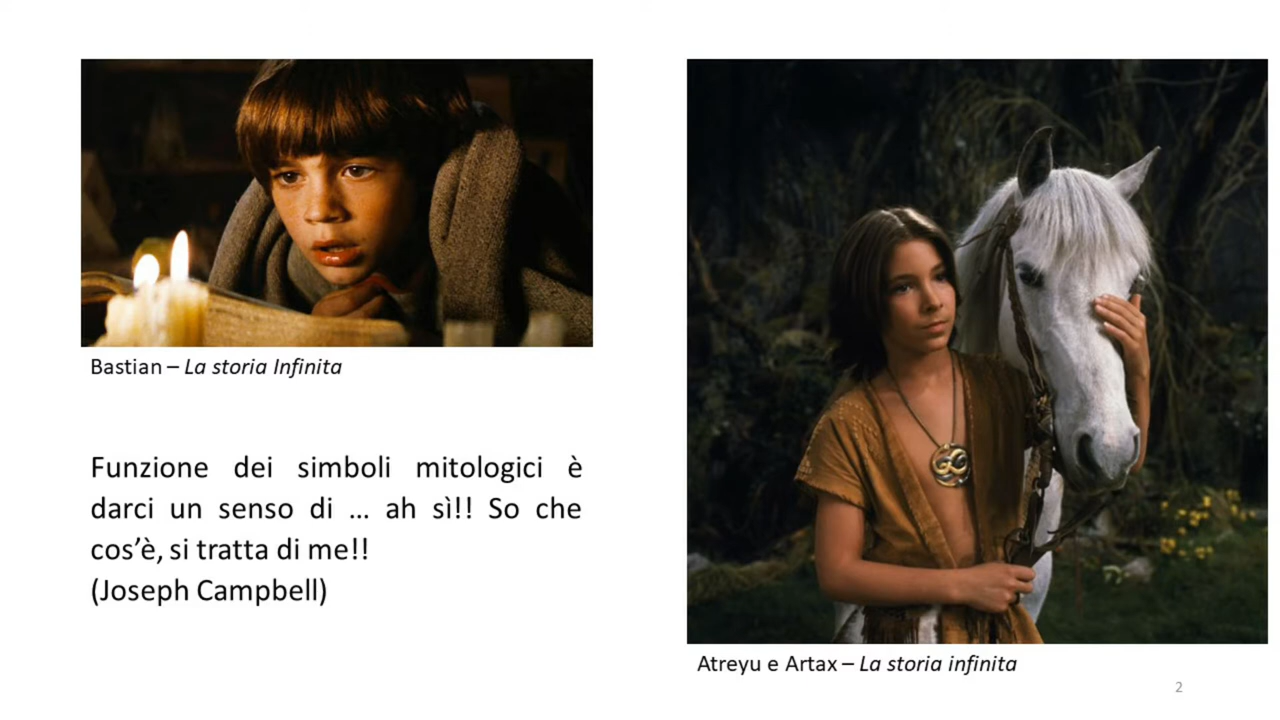 Bastian – La storia Infinita
Funzione dei simboli mitologici è
darci un senso di … ah sì!! So che
cos’è, si tratta di me!!
(Joseph Campbell)
Atreyu e Artax – La storia infinita
2